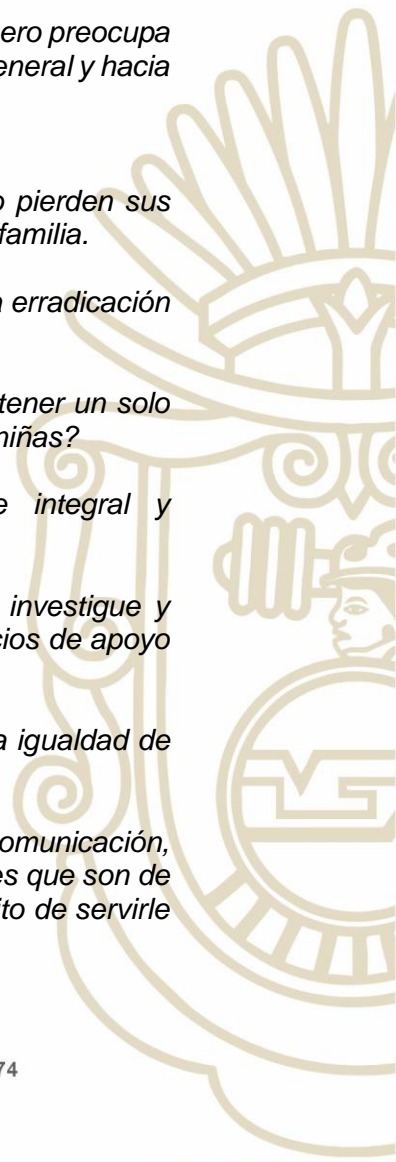 ero preocupa
eneral y hacia
o pierden sus
familia.
a erradicación
tener un solo
niñas?
e integral y
investigue y
cios de apoyo
a igualdad de
omunicación,
es que son de
ito de servirle
74